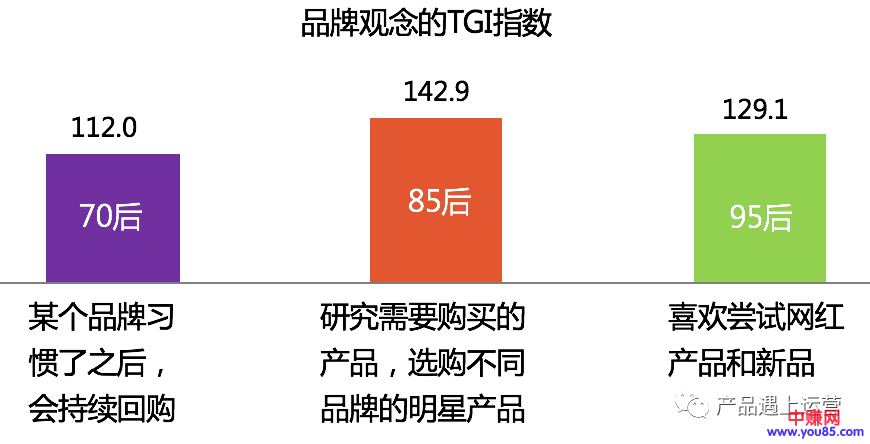 品牌观念的TGI指数
112.0
142.9
129.1
70后
85后
95后
某个品牌习
惯了之后，
会持续回购
研究需要购买的
产品，选购不同
品牌的明星产品
喜欢尝试网红
产品和新品
产品遇上运营
中赚网
www.you85.com